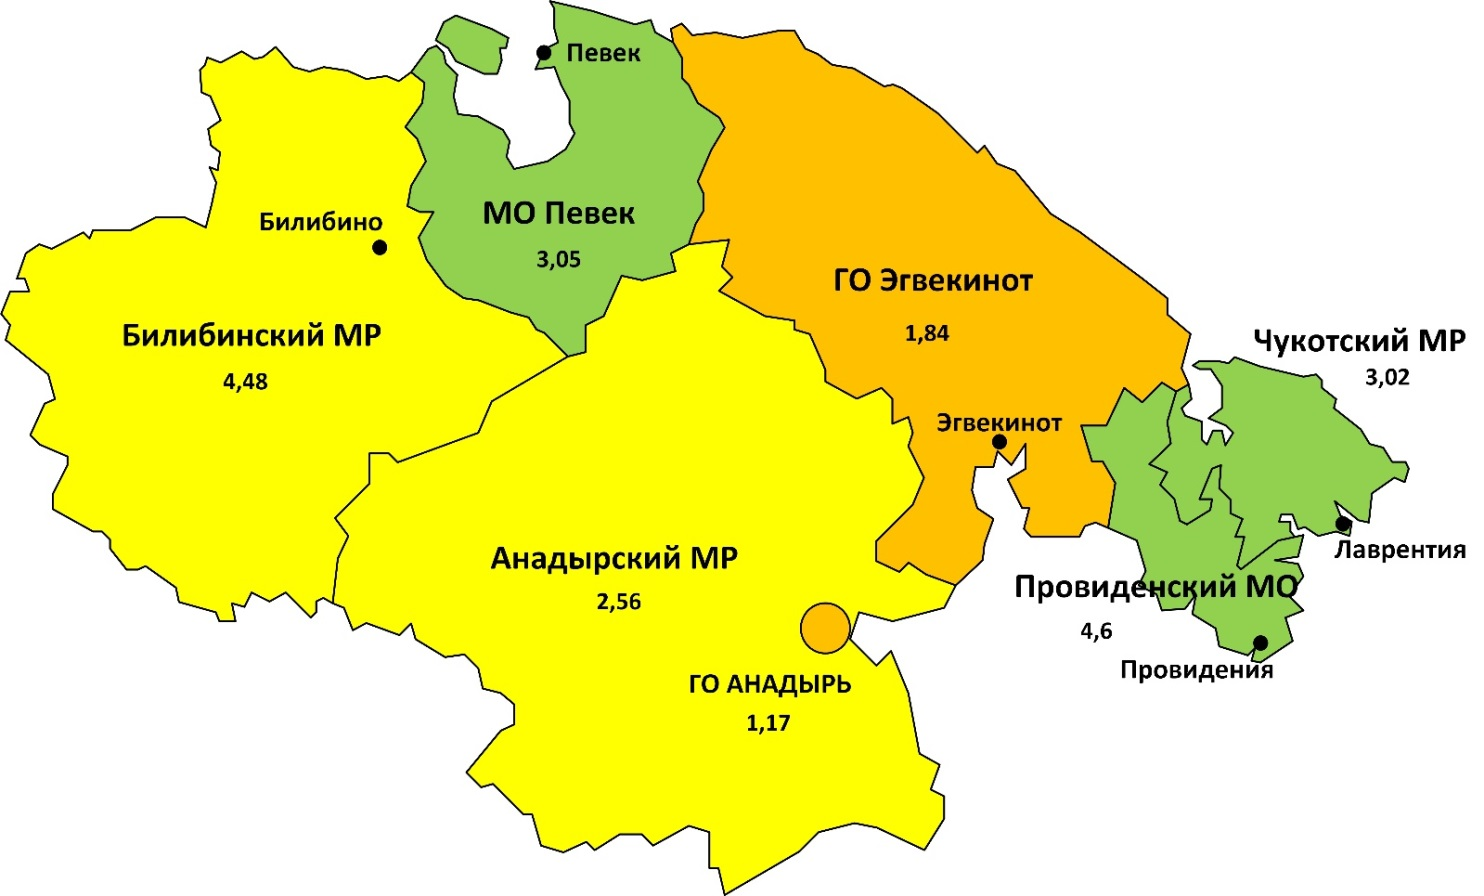 Певек
МО Певек
3,05
Билибино
Билибинский МР
4,48
ГО Эгвекинот
1,84
Эгвекинот
Чукотский МР
3,02
Лаврентия
Анадырский МР
2,56
Провиденский МО
4,6
Провидения
ГО АНАДЫРЬ
1,17